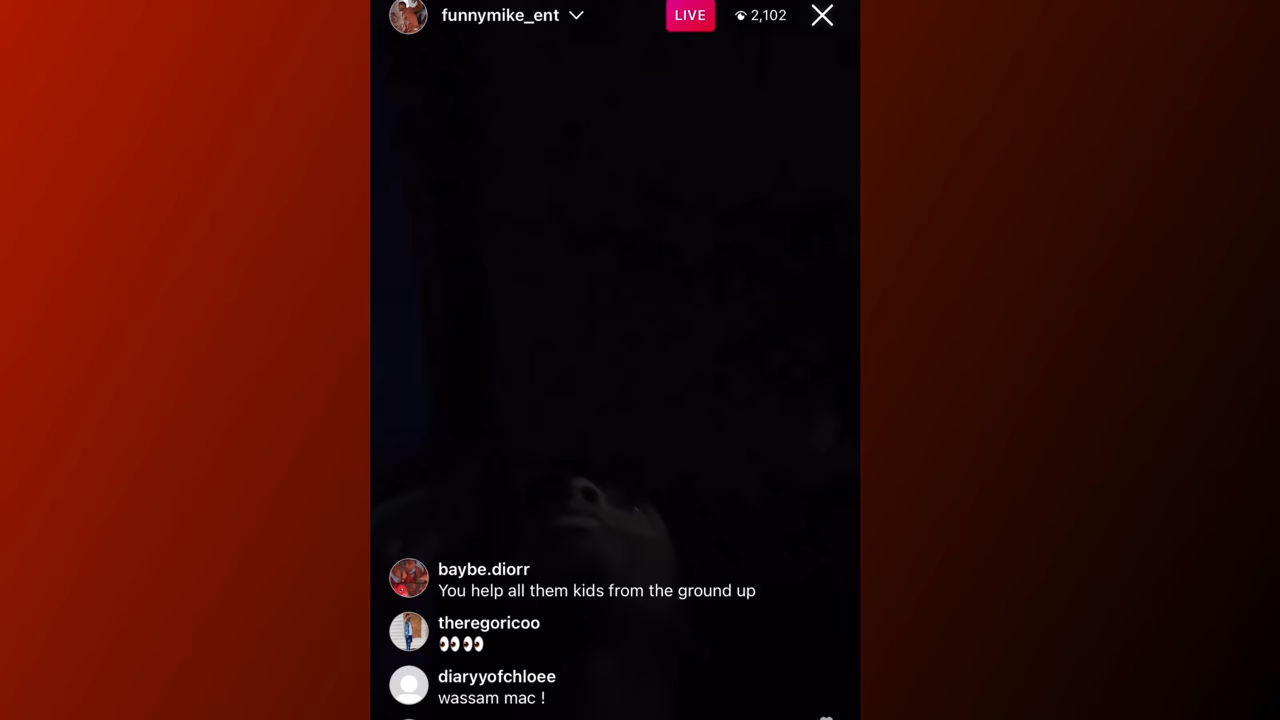 funnymike_ent
LIVE
2,102
baybe.diorr
You help all them kids from the ground up
theregoricoo
👀👀
diaryyofchloee
wassam mac !